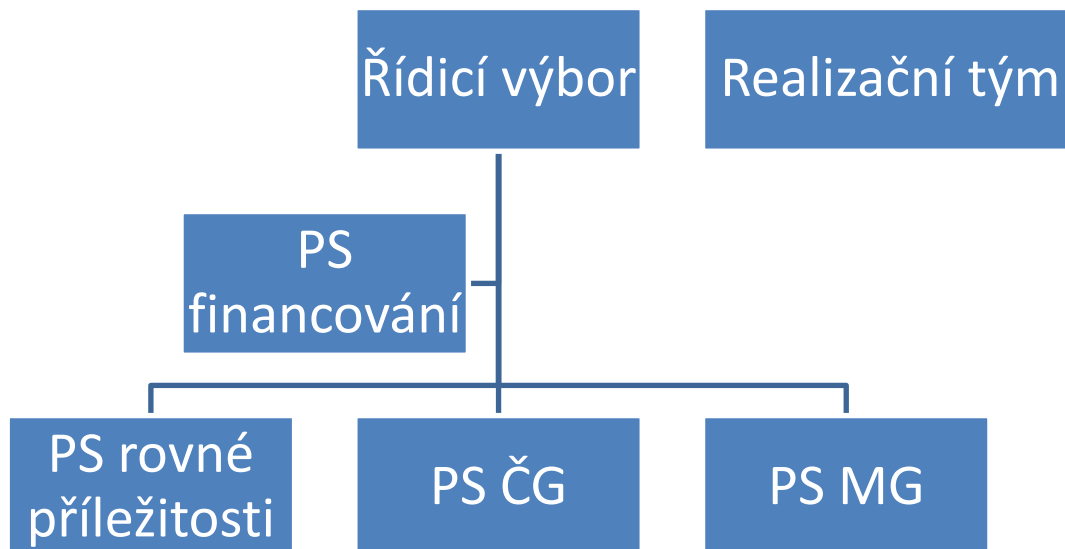 Řídicí výbor
Realizační tým
PS
financování
PS rovné
příležitosti
PS ČG
PS MG